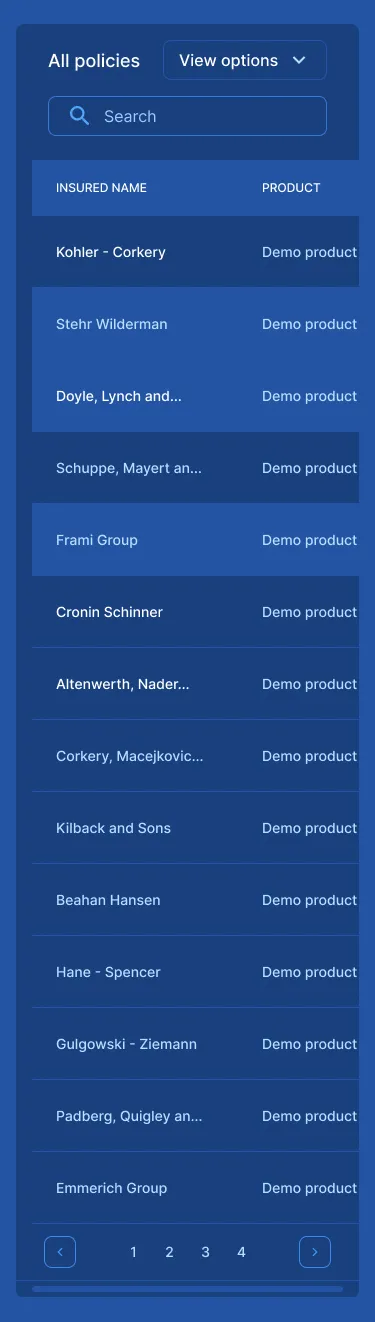 All policies View options
Search
INSURED NAME PRODUCT
Kohler - Corkery Demo product
Stehr Wilderman Demo product
Doyle, Lynch and... Demo product
Schuppe, Mayert an... Demo product
Frami Group Demo product
Cronin Schinner Demo product
Altenwerth, Nader... Demo product
Corkery, Macejkovic... Demo product
Kilback and Sons Demo product
Beahan Hansen Demo product
Hane - Spencer Demo product
Gulgowski - Ziemann Demo product
Padberg, Quigley an... Demo product
Emmerich Group Demo product
1 2 3 4